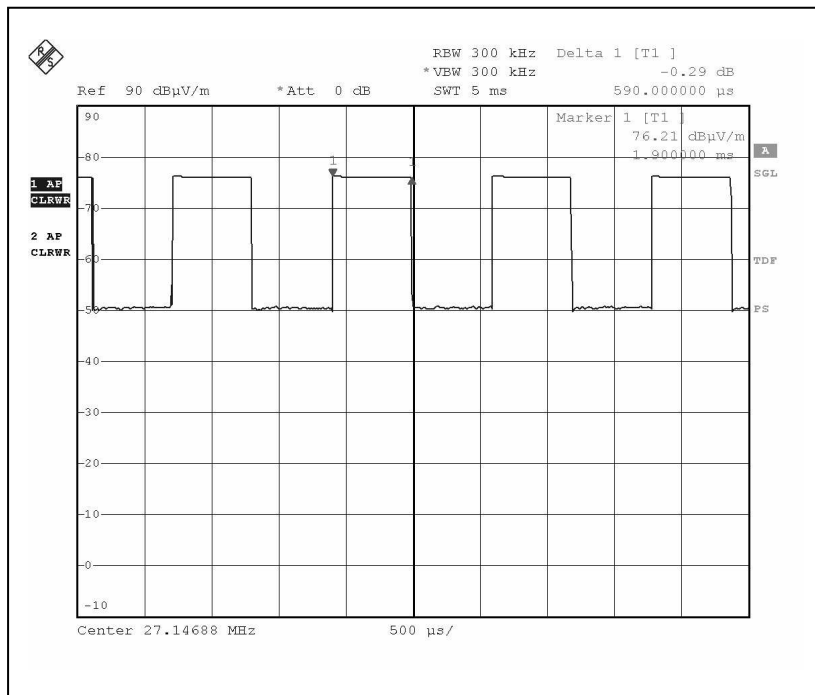 R S
RBW 300 kHz Delta 1 [T1 ]
*VBW 300 kHz -0.29 dB
Ref 90 dBµV/m *Att 0 dB SWT 5 ms 590.000000 µs
90 Marker 1 [T1 ]
76.21 dBµV/m
A
80 1 1 1.900000 ms
SGL
1 AP
CLRWR
70
2 AP
CLRWR
60
TDF
50
PS
40
30
20
10
0
-10
Center 27.14688 MHz 500 µs/